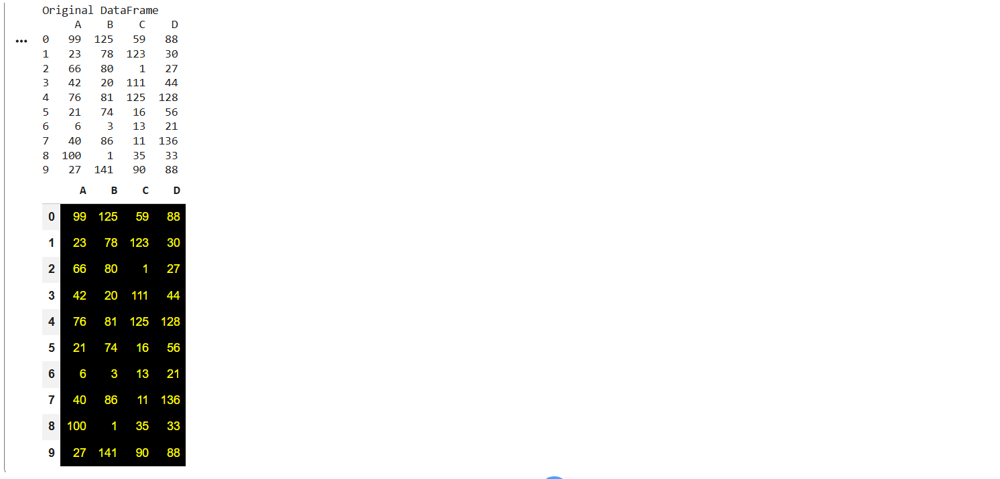 Original DataFrame
A B C D
0 99 125 59 88
1 23 78 123 30
2 66 80 1 27
3 42 20 111 44
4 76 81 125 128
5 21 74 16 56
6 6 3 13 21
7 40 86 11 136
8 100 1 35 33
9 27 141 90 88
A B C D
0 99 125 59 88
1 23 78 123 30
2 66 80 1 27
3 42 20 111 44
4 76 81 125 128
5 21 74 16 56
6 6 3 13 21
7 40 86 11 136
8 100 1 35 33
9 27 141 90 88